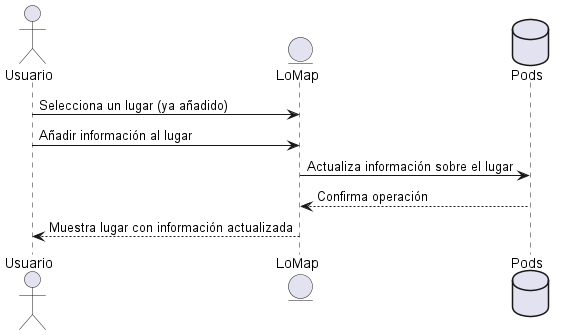 Usuario
LoMap
Pods
Selecciona un lugar (ya añadido)
Añadir información al lugar
Actualiza información sobre el lugar
Confirma operación
Muestra lugar con información actualizada
Usuario
LoMap
Pods